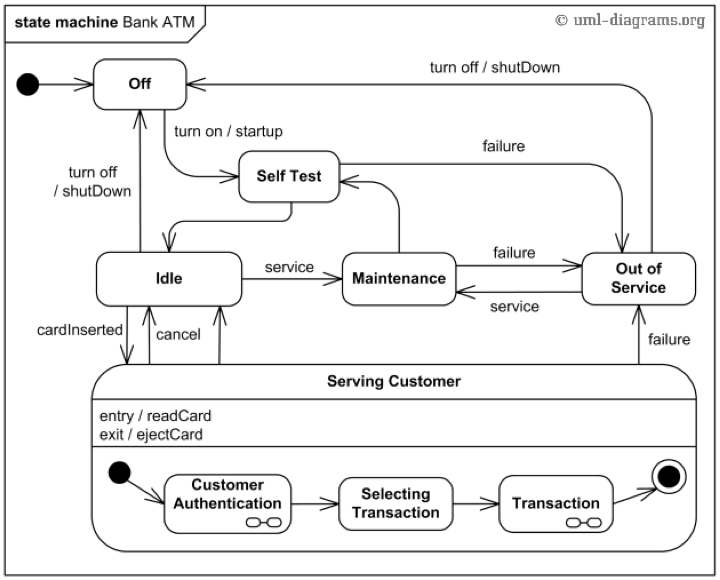 state machine Bank ATM
© uml-diagrams.org
turn off / shutDown
Off
turn on / startup
failure
turn off
/ shutDown
Self Test
Idle
service
Maintenance
failure
service
Out of
Service
cardInserted
cancel
failure
Serving Customer
entry / readCard
exit / ejectCard
Customer
Authentication
Selecting
Transaction
Transaction